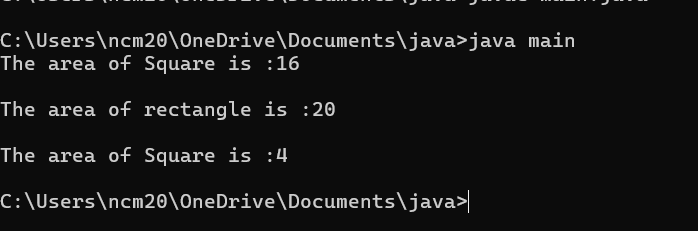 C:\Users\ncm20\OneDrive\Documents\java>java main
The area of Square is :16
The area of rectangle is :20
The area of Square is :4
C:\Users\ncm20\OneDrive\Documents\java>